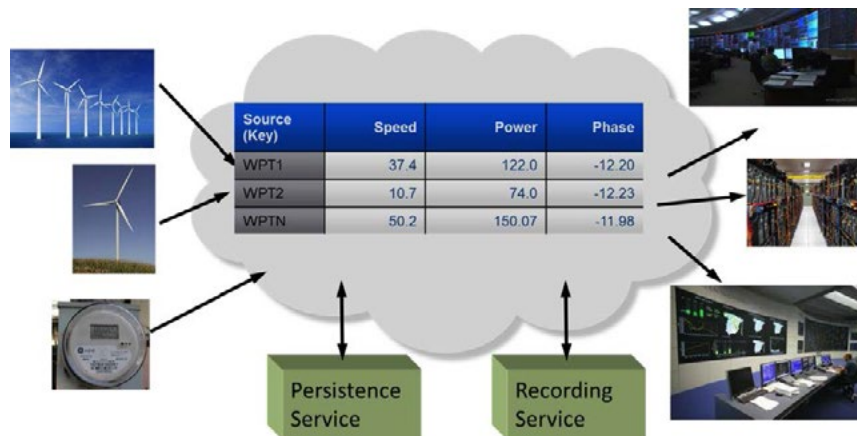 Source
(Key)
Speed
Power
Phase
WPT1
37.4
122.0
-12.20
WPT2
10.7
74.0
-12.23
WPTN
50.2
150.07
-11.98
Persistence
Service
Recording
Service